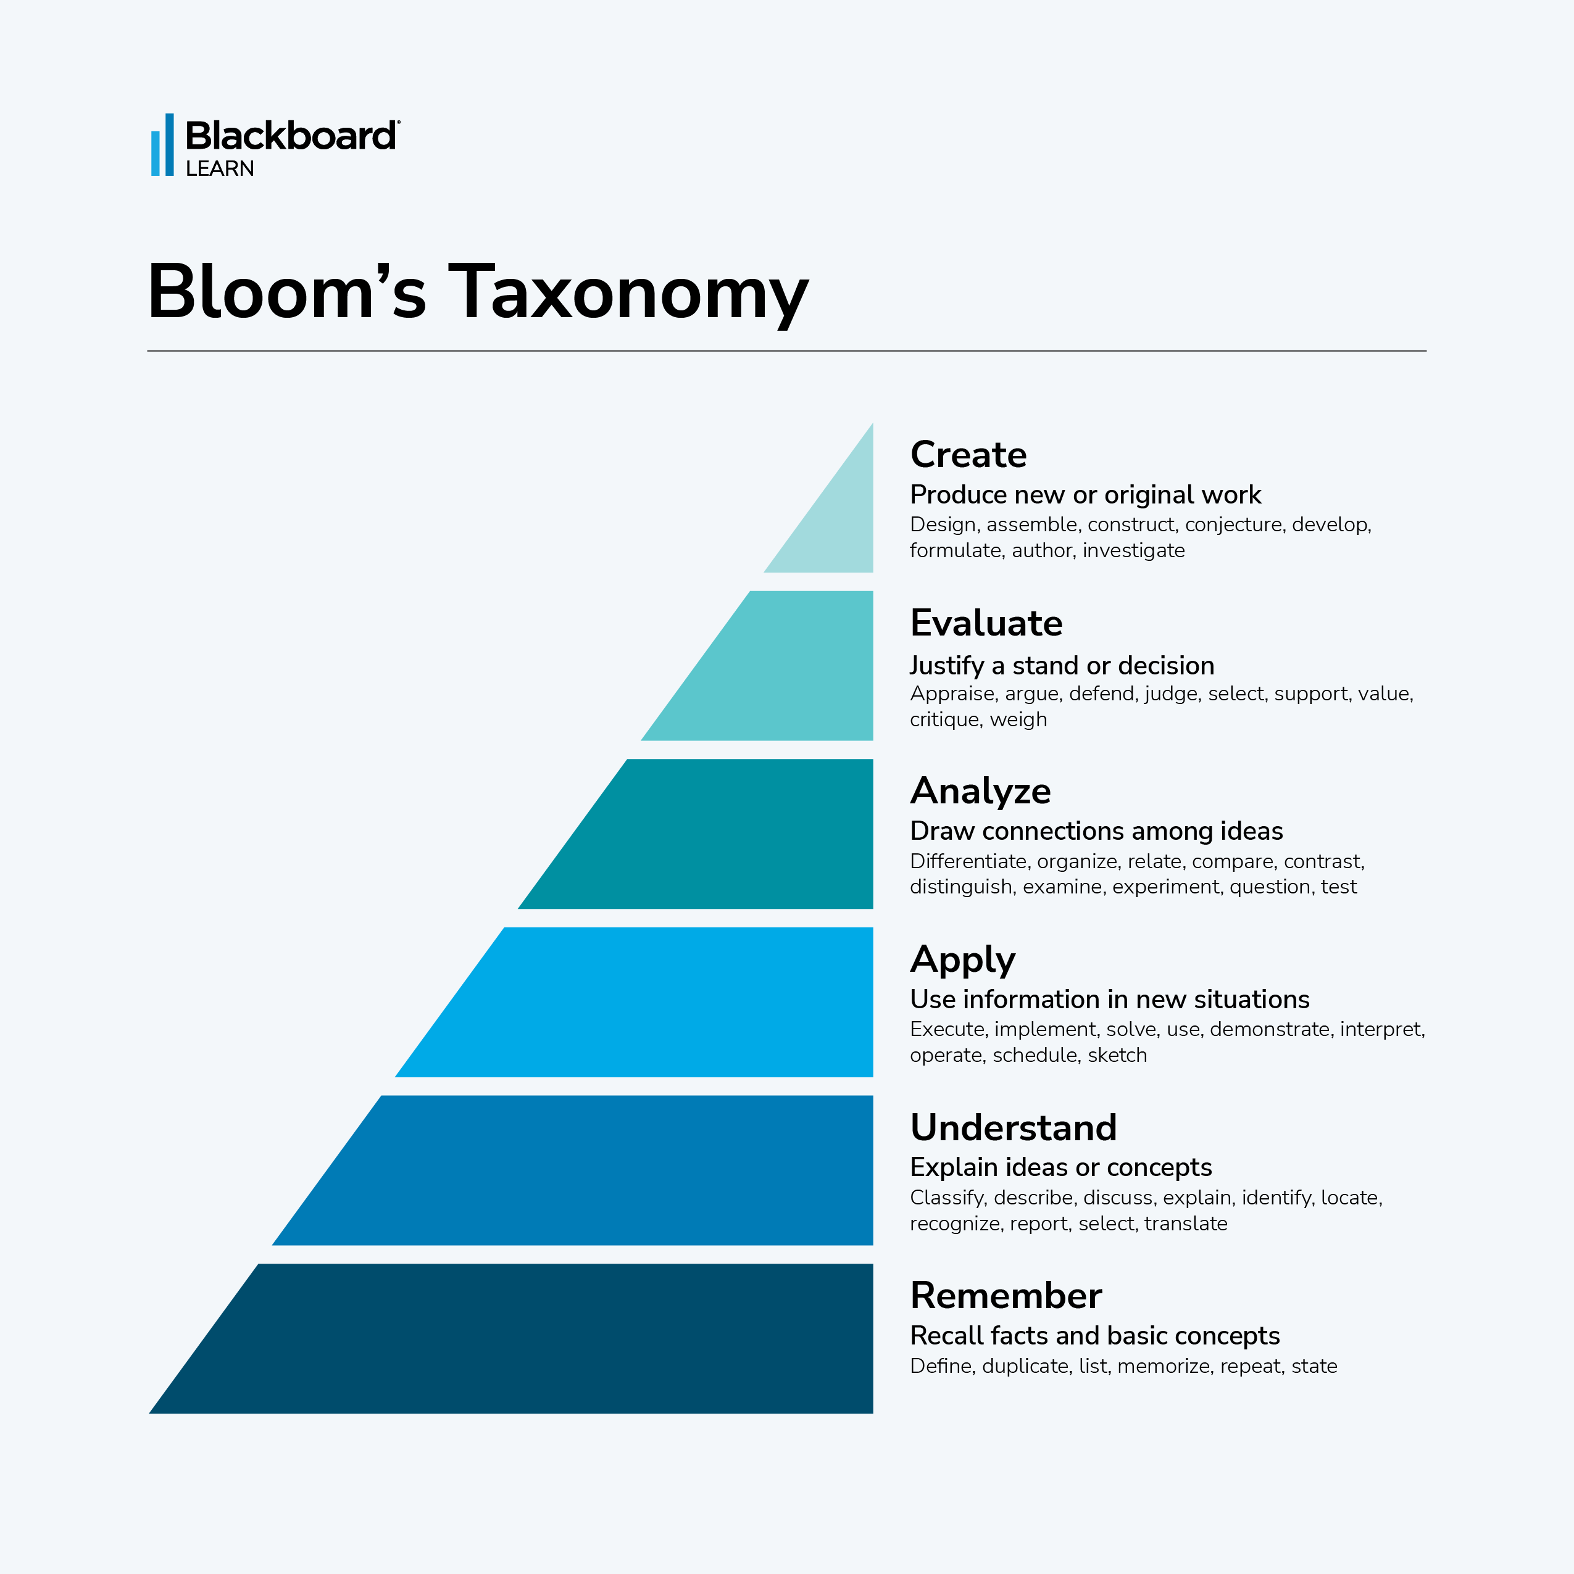 Blackboard®
LEARN
Bloom’s Taxonomy
Create
Produce new or original work
Design, assemble, construct, conjecture, develop,
formulate, author, investigate
Evaluate
Justify a stand or decision
Appraise, argue, defend, judge, select, support, value,
critique, weigh
Analyze
Draw connections among ideas
Differentiate, organize, relate, compare, contrast,
distinguish, examine, experiment, question, test
Apply
Use information in new situations
Execute, implement, solve, use, demonstrate, interpret,
operate, schedule, sketch
Understand
Explain ideas or concepts
Classify, describe, discuss, explain, identify, locate,
recognize, report, select, translate
Remember
Recall facts and basic concepts
Define, duplicate, list, memorize, repeat, state